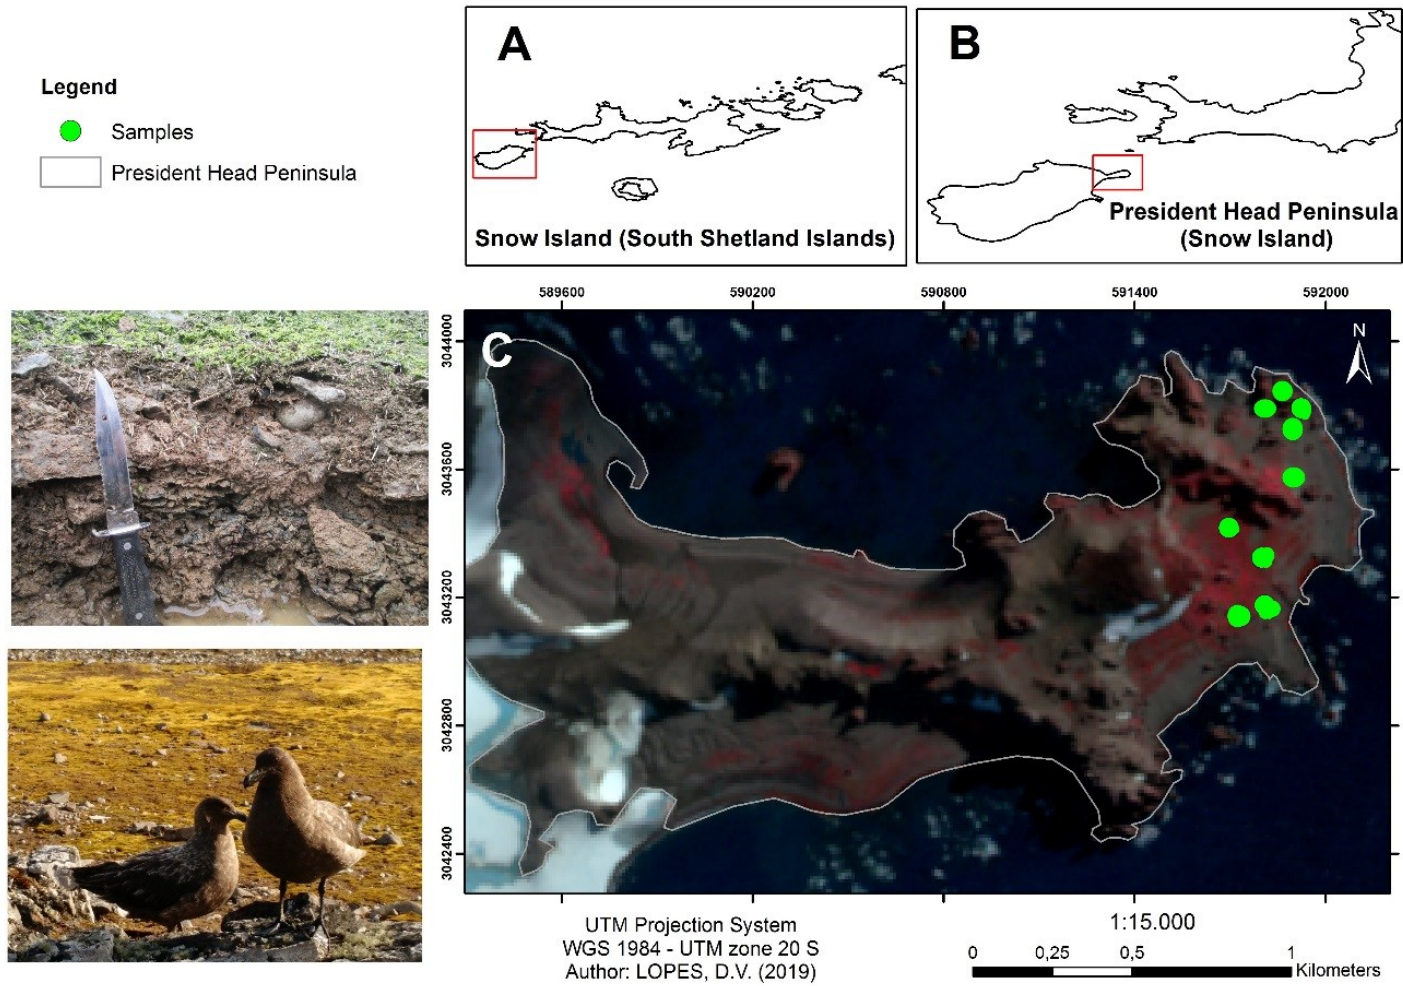 Legend
Samples
President Head Peninsula
A
Snow Island (South Shetland Islands)
B
President Head Peninsula
(Snow Island)
589600 590200 590800 591400 592000
3044000
3043600
3043200
3042800
3042400
C
N
UTM Projection System
WGS 1984 - UTM zone 20 S
Author: LOPES, D.V. (2019)
1:15.000
0 0,25 0,5 1
Kilometers